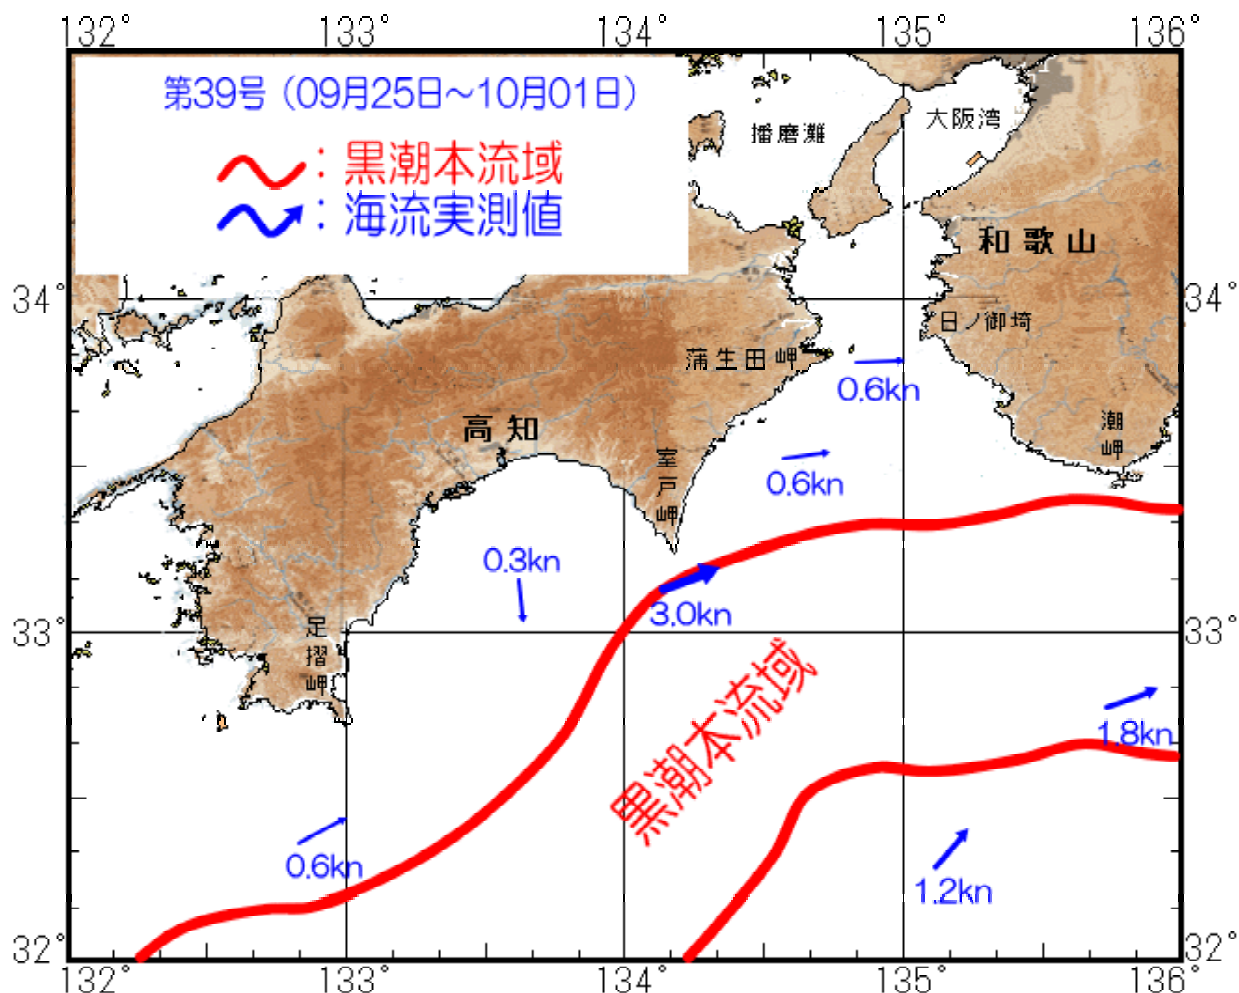 132° 133° 134° 135° 136°
第39号（09月25日～10月01日）
：黒潮本流域
：海流実測値
播磨灘
大阪湾
和歌山
34°
34°
日ノ御埼
蒲生田岬
0.6kn
潮岬
高知
室戸岬
0.6kn
0.3kn
3.0kn
33°
33°
足摺岬
黒潮本流域
1.8kn
0.6kn
1.2kn
32°
32°
132° 133° 134° 135° 136°